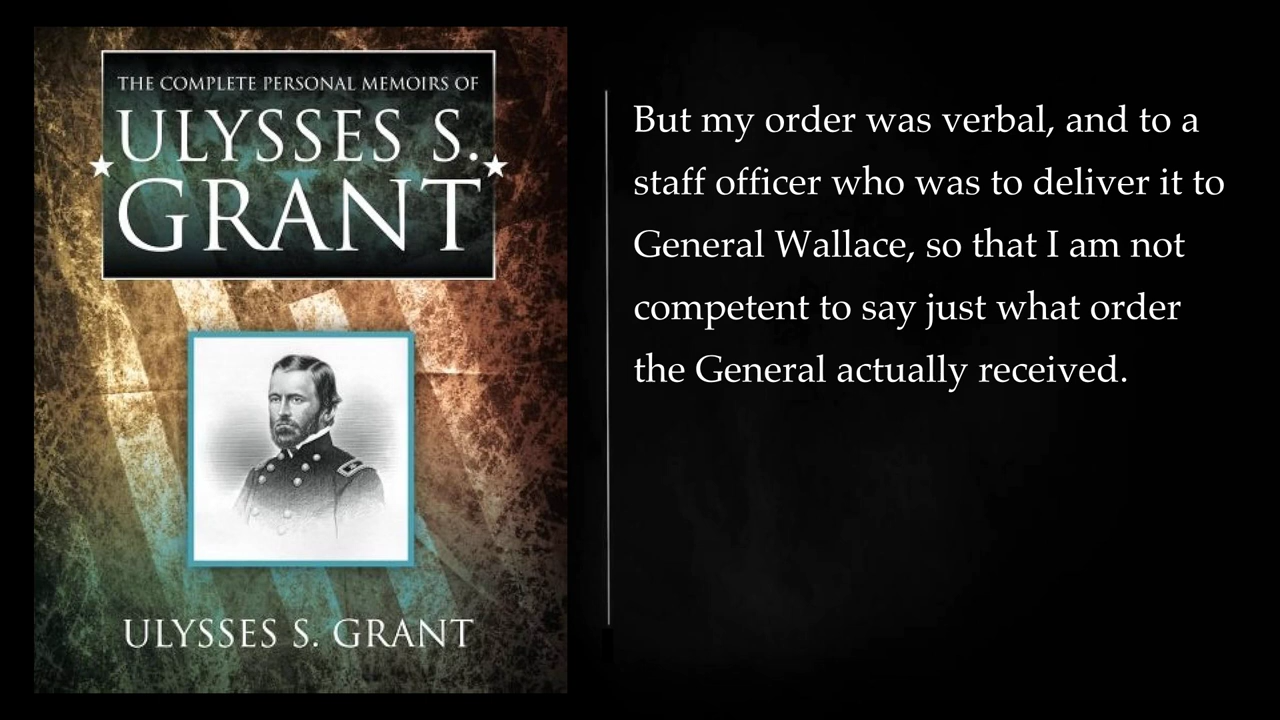 THE COMPLETE PERSONAL MEMOIRS OF
ULYSSES S.
GRANT
ULYSSES S. GRANT
But my order was verbal, and to a
staff officer who was to deliver it to
General Wallace, so that I am not
competent to say just what order
the General actually received.